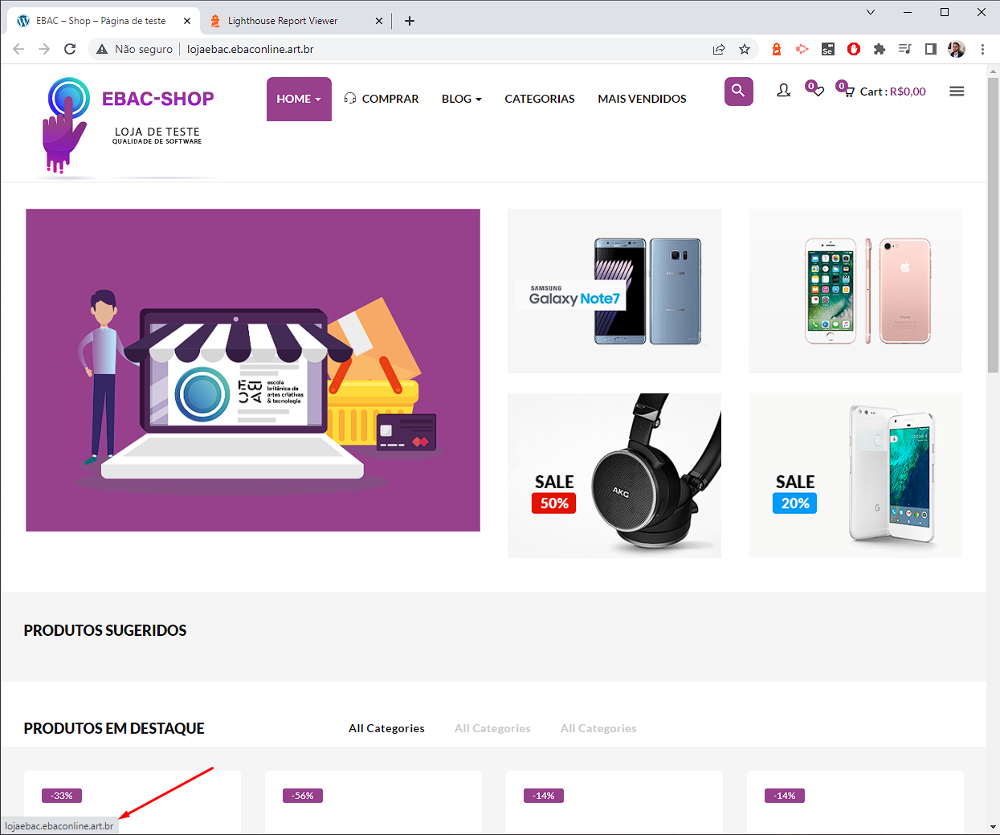 EBAC – Shop – Página de teste
Lighthouse Report Viewer
Não seguro
lojaebac.ebaconline.art.br
EBAC-SHOP
LOJA DE TESTE
QUALIDADE DE SOFTWARE
HOME
COMPRAR
BLOG
CATEGORIAS
MAIS VENDIDOS
0
0
Cart : R$0,00
SAMSUNG
Galaxy Note7
EBAC
escola
britânica de
artes criativas
& tecnologia
SALE
50%
AKG
SALE
20%
PRODUTOS SUGERIDOS
PRODUTOS EM DESTAQUE
All Categories
All Categories
All Categories
-33%
-56%
-14%
-14%
lojaebac.ebaconline.art.br